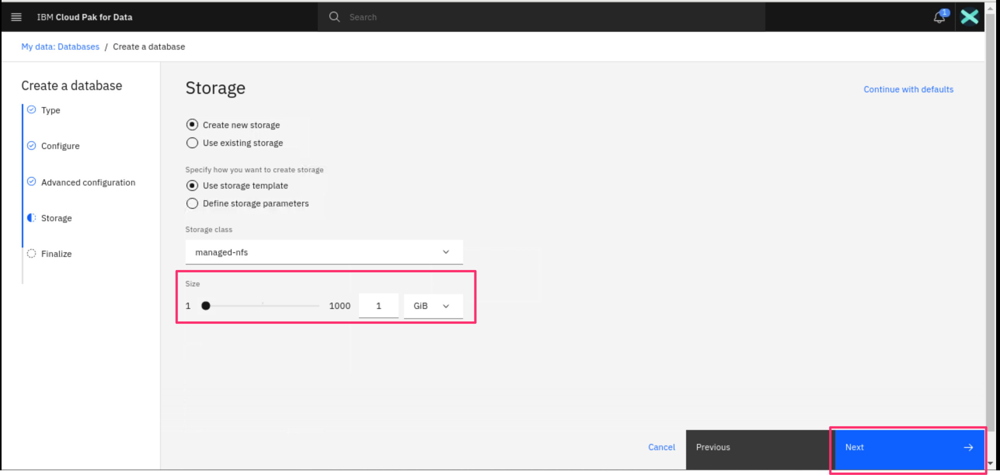 IBM Cloud Pak for Data
Search
1
My data: Databases / Create a database
Create a database
Type
Configure
Advanced configuration
Storage
Finalize
Storage
Continue with defaults
Create new storage
Use existing storage
Specify how you want to create storage
Use storage template
Define storage parameters
Storage class
managed-nfs
Size
1 1000 1 GiB
Cancel Previous Next